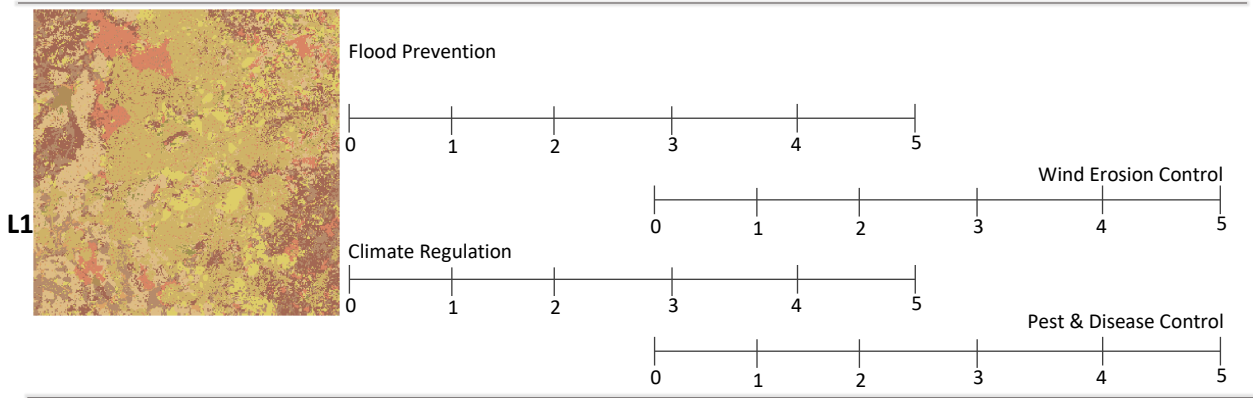 Flood Prevention
0 1 2 3 4 5
Wind Erosion Control
0 1 2 3 4 5
L1
Climate Regulation
0 1 2 3 4 5
Pest & Disease Control
0 1 2 3 4 5